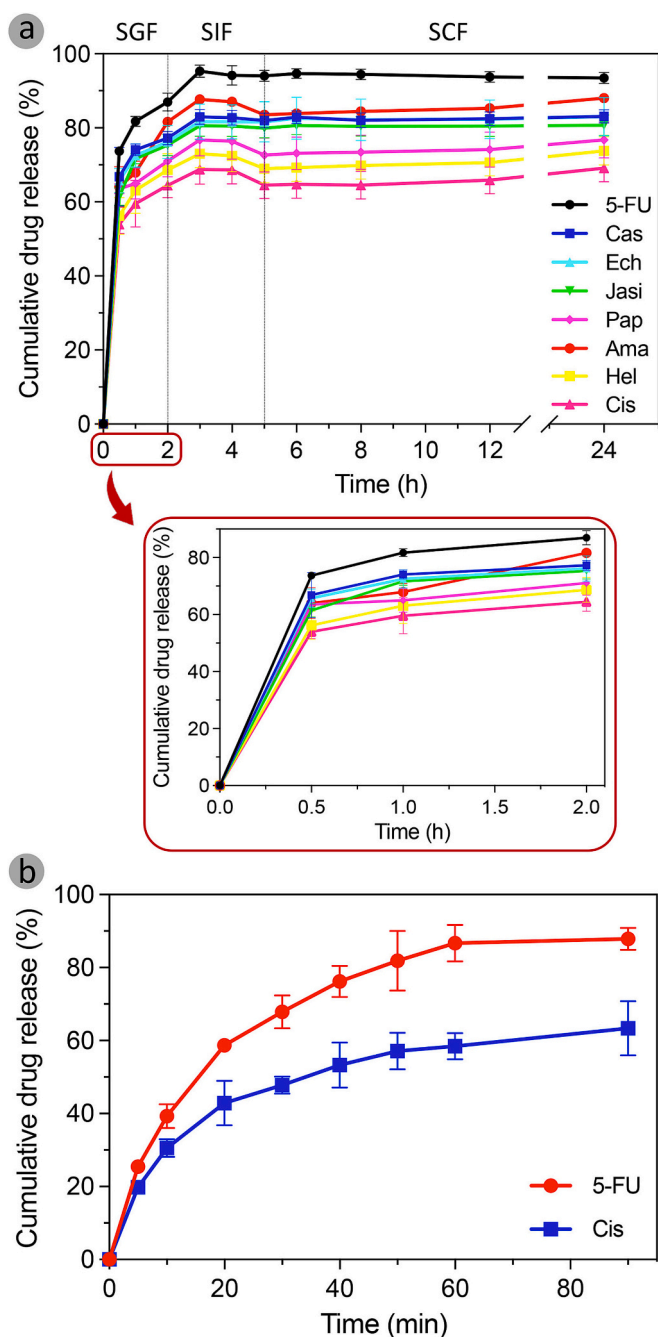 a
SGF SIF SCF
Cumulative drug release (%)
100
80
60
40
20
0
0 2 4 6 8 10 12 24
Time (h)
5-FU
Cas
Ech
Jasi
Pap
Ama
Hel
Cis
Cumulative drug release (%)
80
60
40
20
0
0.0 0.5 1.0 1.5 2.0
Time (h)
b
Cumulative drug release (%)
100
80
60
40
20
0
0 20 40 60 80
Time (min)
5-FU
Cis